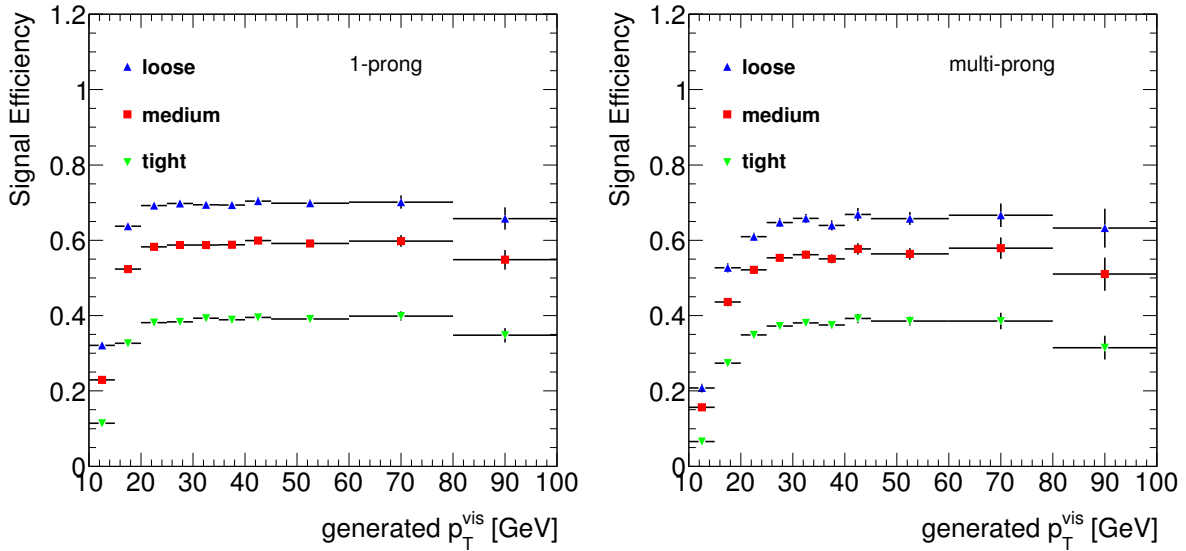 Signal Efficiency
1.2
1
0.8
0.6
0.4
0.2
0
loose
medium
tight
1-prong
10 20 30 40 50 60 70 80 90 100
generated p_T^vis [GeV]
Signal Efficiency
1.2
1
0.8
0.6
0.4
0.2
0
loose
medium
tight
multi-prong
10 20 30 40 50 60 70 80 90 100
generated p_T^vis [GeV]